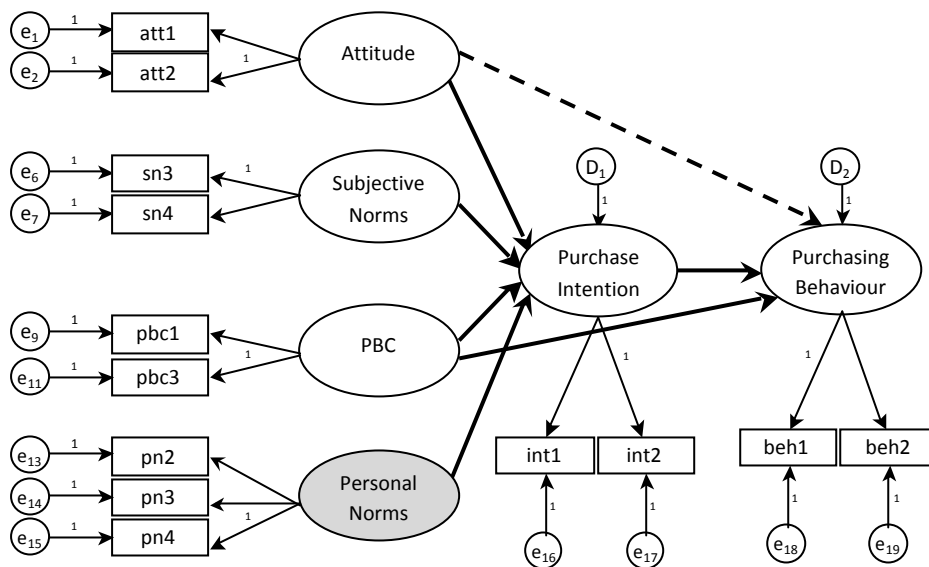 e1 1 att1
Attitude
1
e2 1 att2
e6 1 sn3
1
Subjective
Norms
e7 1 sn4
D1
1
D2
1
Purchase
Intention
Purchasing
Behaviour
e9 1 pbc1
PBC
1
e11 1 pbc3
1
1
e13 1 pn2
e14 1 pn3
Personal
Norms
1
e15 1 pn4
int1
int2
beh1
beh2
1
1
1
1
e16
e17
e18
e19